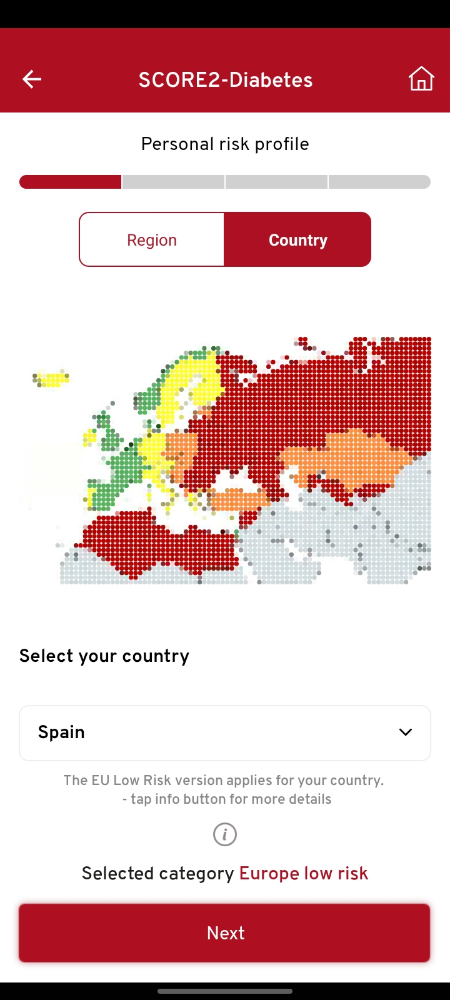 SCORE2-Diabetes
Personal risk profile
Region
Country
Select your country
Spain
The EU Low Risk version applies for your country.
- tap info button for more details
i
Selected category Europe low risk
Next